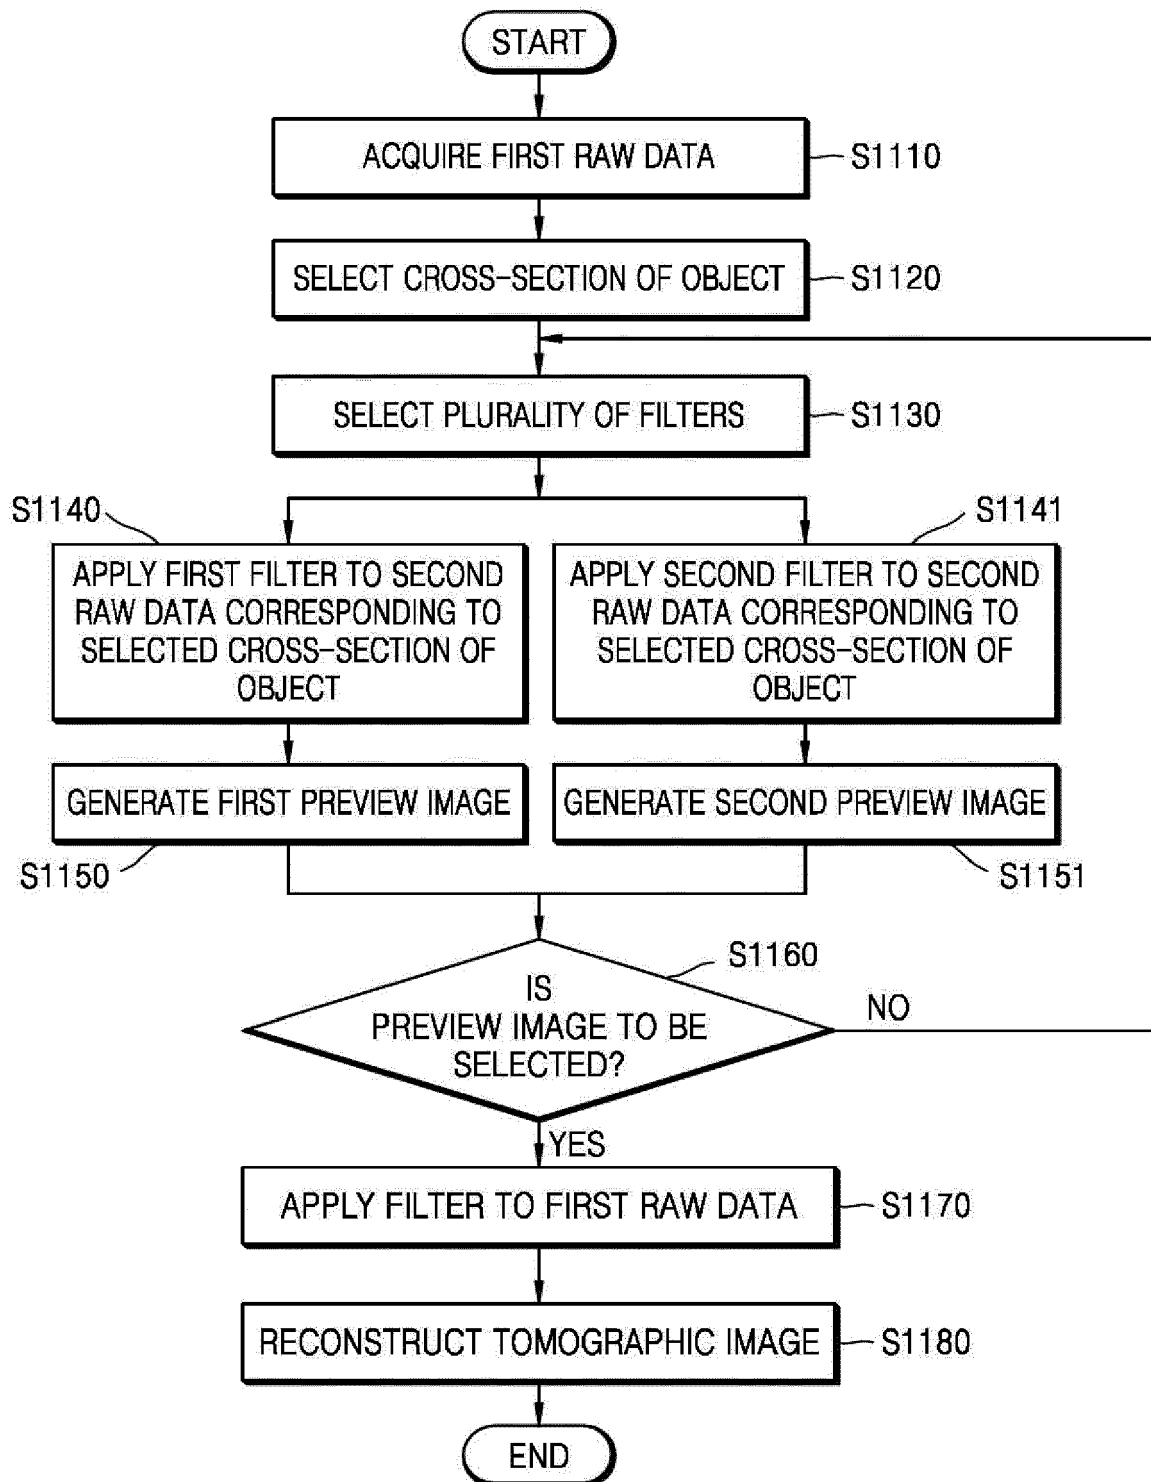 START
ACQUIRE FIRST RAW DATA
S1110
SELECT CROSS-SECTION OF OBJECT
S1120
SELECT PLURALITY OF FILTERS
S1130
S1140
APPLY FIRST FILTER TO SECOND
RAW DATA CORRESPONDING TO
SELECTED CROSS-SECTION OF
OBJECT
S1141
APPLY SECOND FILTER TO SECOND
RAW DATA CORRESPONDING TO
SELECTED CROSS-SECTION OF
OBJECT
GENERATE FIRST PREVIEW IMAGE
S1150
GENERATE SECOND PREVIEW IMAGE
S1151
S1160
IS
PREVIEW IMAGE TO BE
SELECTED?
NO
YES
APPLY FILTER TO FIRST RAW DATA
S1170
RECONSTRUCT TOMOGRAPHIC IMAGE
S1180
END